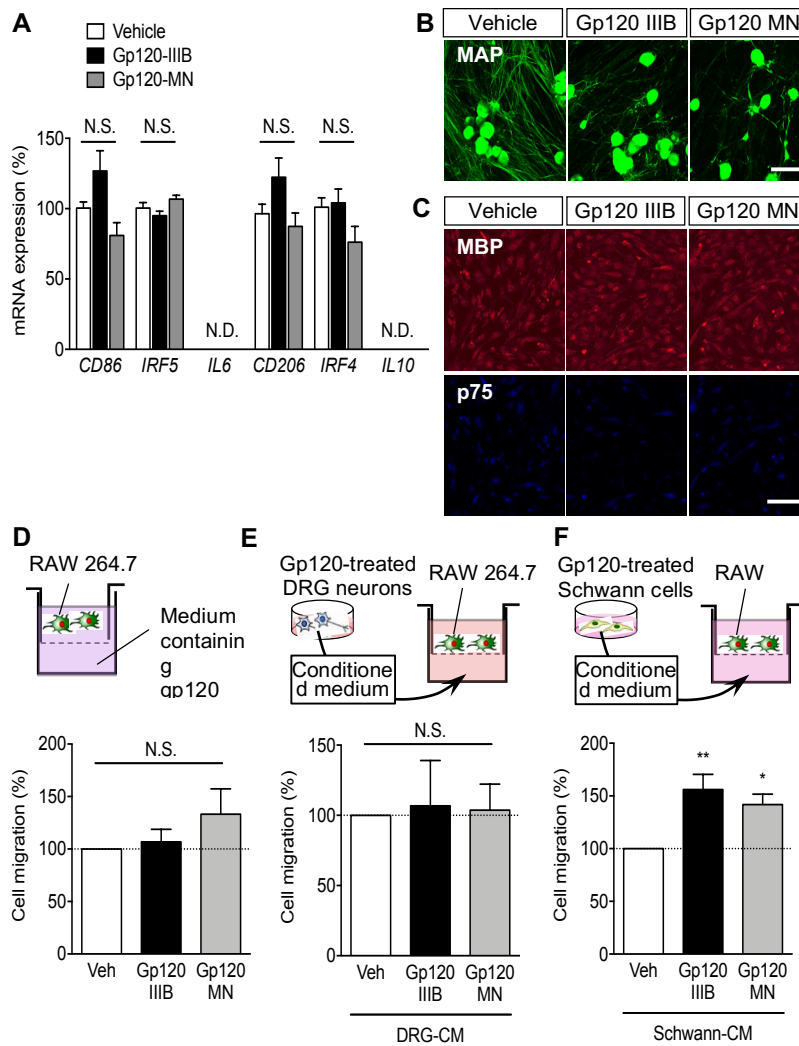 A
Vehicle
Gp120-IIIB
Gp120-MN
mRNA expression (%)
150
100
50
0
N.S.
N.S.
N.D.
N.S.
N.S.
N.D.
CD86
IRF5
IL6
CD206
IRF4
IL10
B
Vehicle
Gp120 IIIB
Gp120 MN
MAP
C
Vehicle
Gp120 IIIB
Gp120 MN
MBP
p75
D
RAW 264.7
Medium
containin
g
gp120
Cell migration (%)
200
150
100
50
0
N.S.
Veh
Gp120
IIIB
Gp120
MN
E
Gp120-treated
DRG neurons
RAW 264.7
Conditione
d medium
Cell migration (%)
150
100
50
0
N.S.
Veh
Gp120
IIIB
Gp120
MN
DRG-CM
F
Gp120-treated
Schwann cells
RAW
Conditione
d medium
Cell migration (%)
200
150
100
50
0
**
*
Veh
Gp120
IIIB
Gp120
MN
Schwann-CM